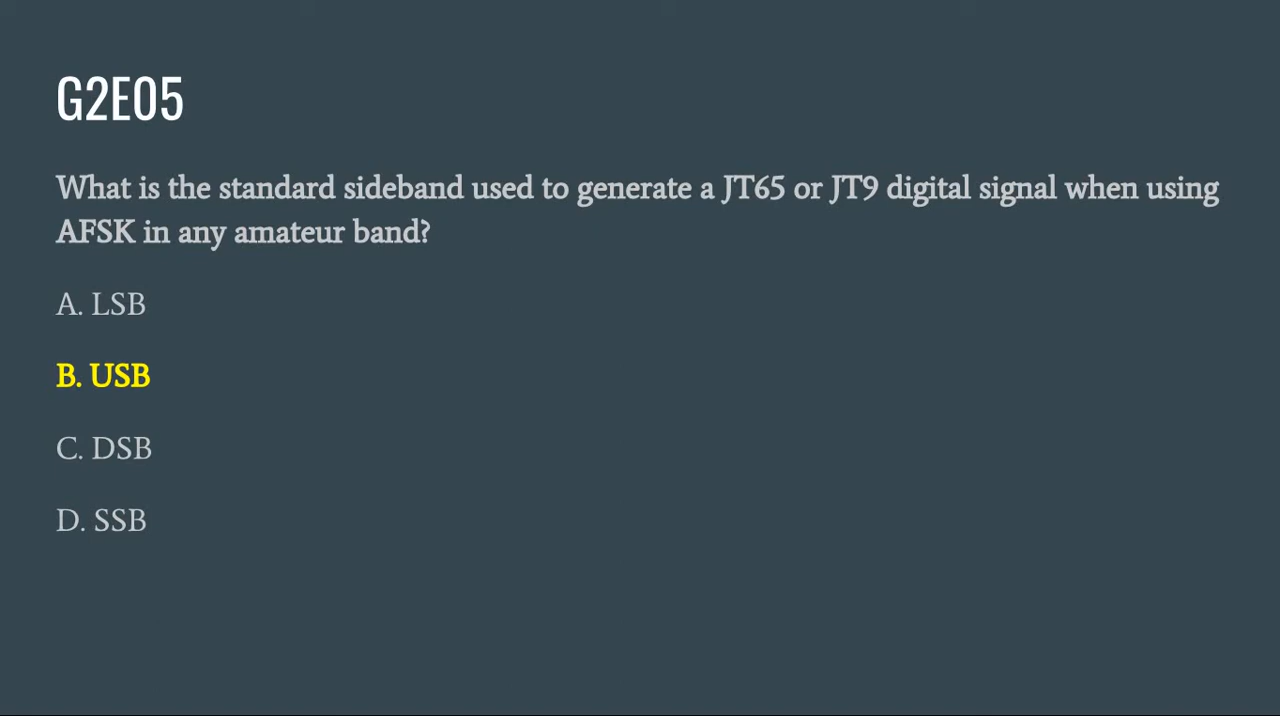 G2E05
What is the standard sideband used to generate a JT65 or JT9 digital signal when using
AFSK in any amateur band?
A. LSB
B. USB
C. DSB
D. SSB